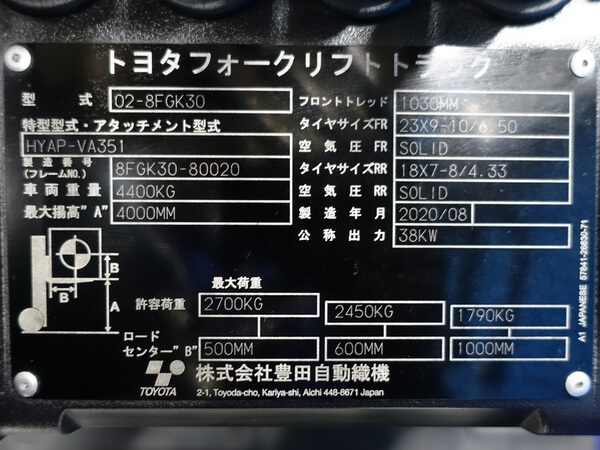 トヨタフォークリフトトラック
型式 02-8FGK30 フロントトレッド 1030MM
特型型式・アタッチメント型式 タイヤサイズFR 23X9-10/6.50
HYAP-VA351 空気圧FR SOLID
製造番号 (フレームNO.) 8FGK30-80020 タイヤサイズRR 18X7-8/4.33
車両重量 4400KG 空気圧RR SOLID
最大揚高"A" 4000MM 製造年月 2020/08
公称出力 38KW
B
B
A
最大荷重
許容荷重 2700KG 2450KG 1790KG
ロードセンター"B" 500MM 600MM 1000MM
TOYOTA 株式会社豊田自動織機
2-1, Toyoda-cho, Kariya-shi, Aichi 448-8671 Japan
A1 JAPANESE 57641-26630-71